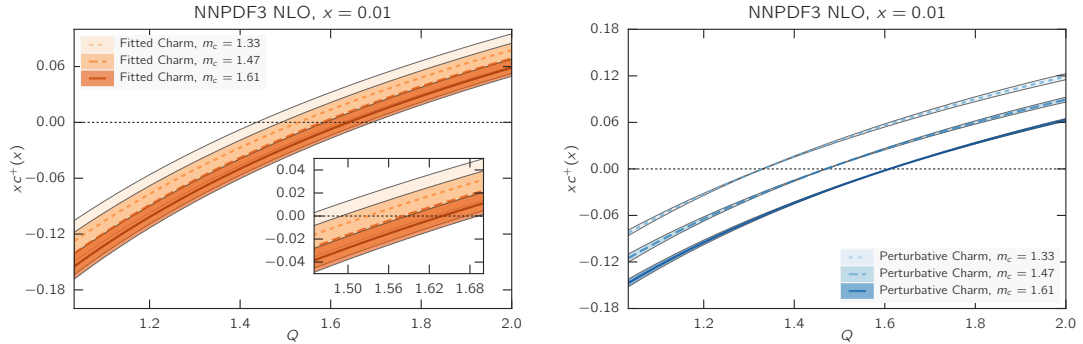 NNPDF3 NLO, x = 0.01
Fitted Charm, m_c = 1.33
Fitted Charm, m_c = 1.47
Fitted Charm, m_c = 1.61
xc⁺(x)
0.06
0.00
−0.06
−0.12
−0.18
0.04
0.02
0.00
−0.02
−0.04
1.50 1.56 1.62 1.68
1.2 1.4 1.6 1.8 2.0
Q
NNPDF3 NLO, x = 0.01
xc⁺(x)
0.18
0.12
0.06
0.00
−0.06
−0.12
−0.18
Perturbative Charm, m_c = 1.33
Perturbative Charm, m_c = 1.47
Perturbative Charm, m_c = 1.61
1.2 1.4 1.6 1.8 2.0
Q